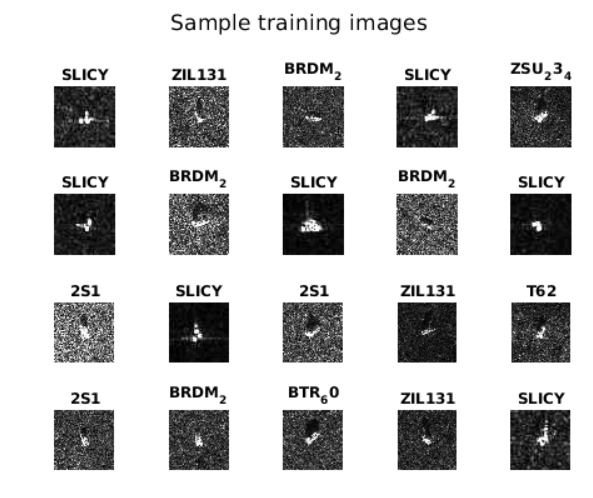 Sample training images
SLICY ZIL131 BRDM₂ SLICY ZSU₂3₄
SLICY BRDM₂ SLICY BRDM₂ SLICY
2S1 SLICY 2S1 ZIL131 T62
2S1 BRDM₂ BTR₆0 ZIL131 SLICY